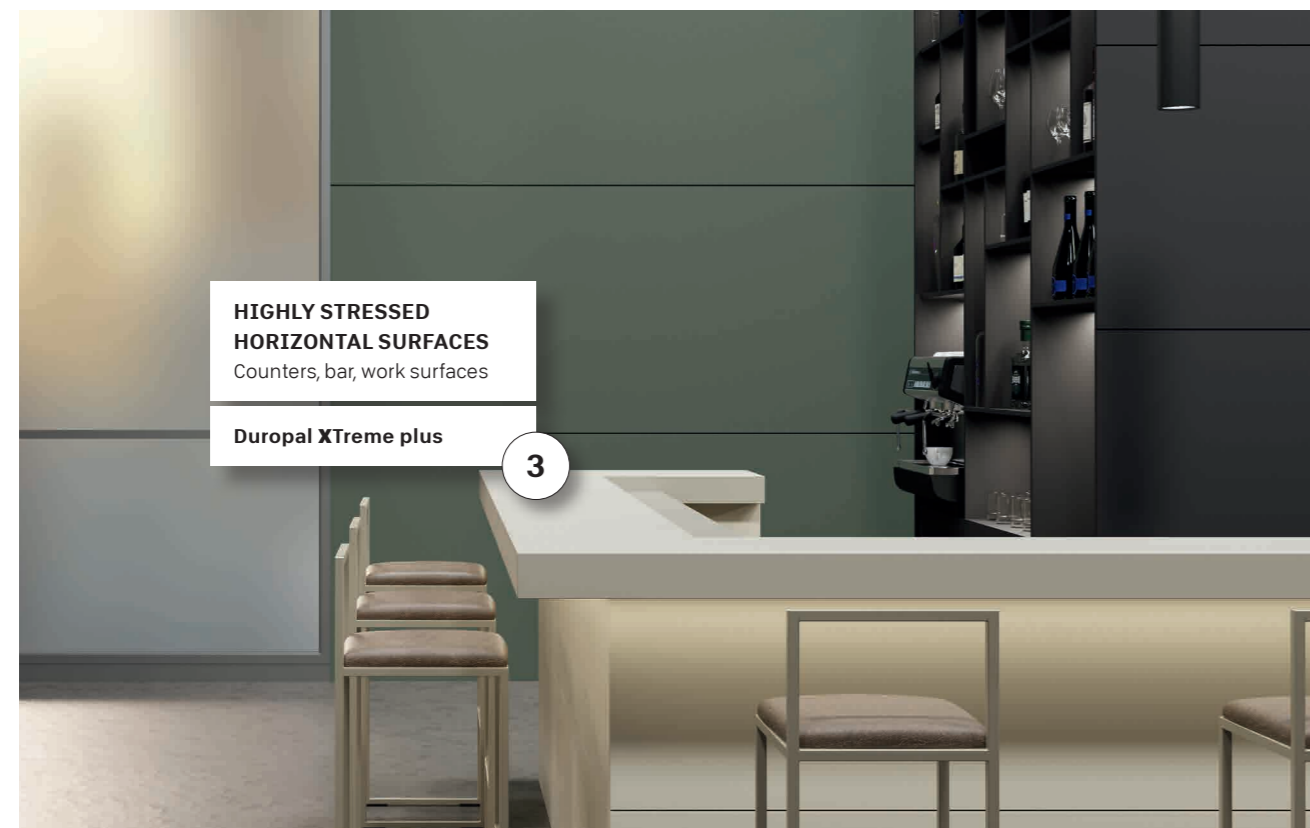 HIGHLY STRESSED
HORIZONTAL SURFACES
Counters, bar, work surfaces
Duropal XTreme plus
3